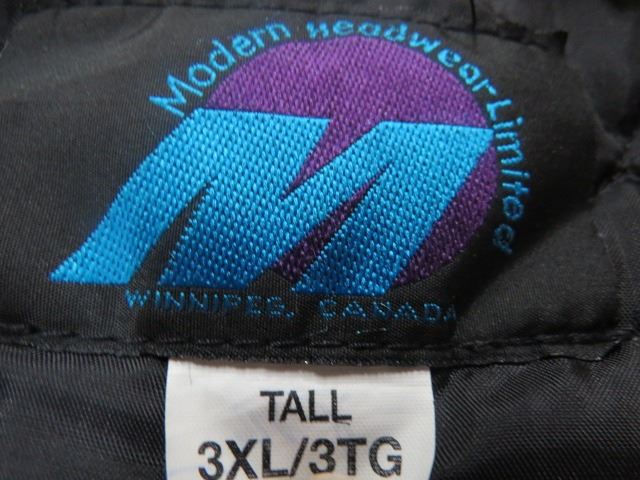 Modern Headwear Limited
M
WINNIPEG, CANADA
TALL
3XL/3TG